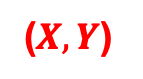 (X, Y)